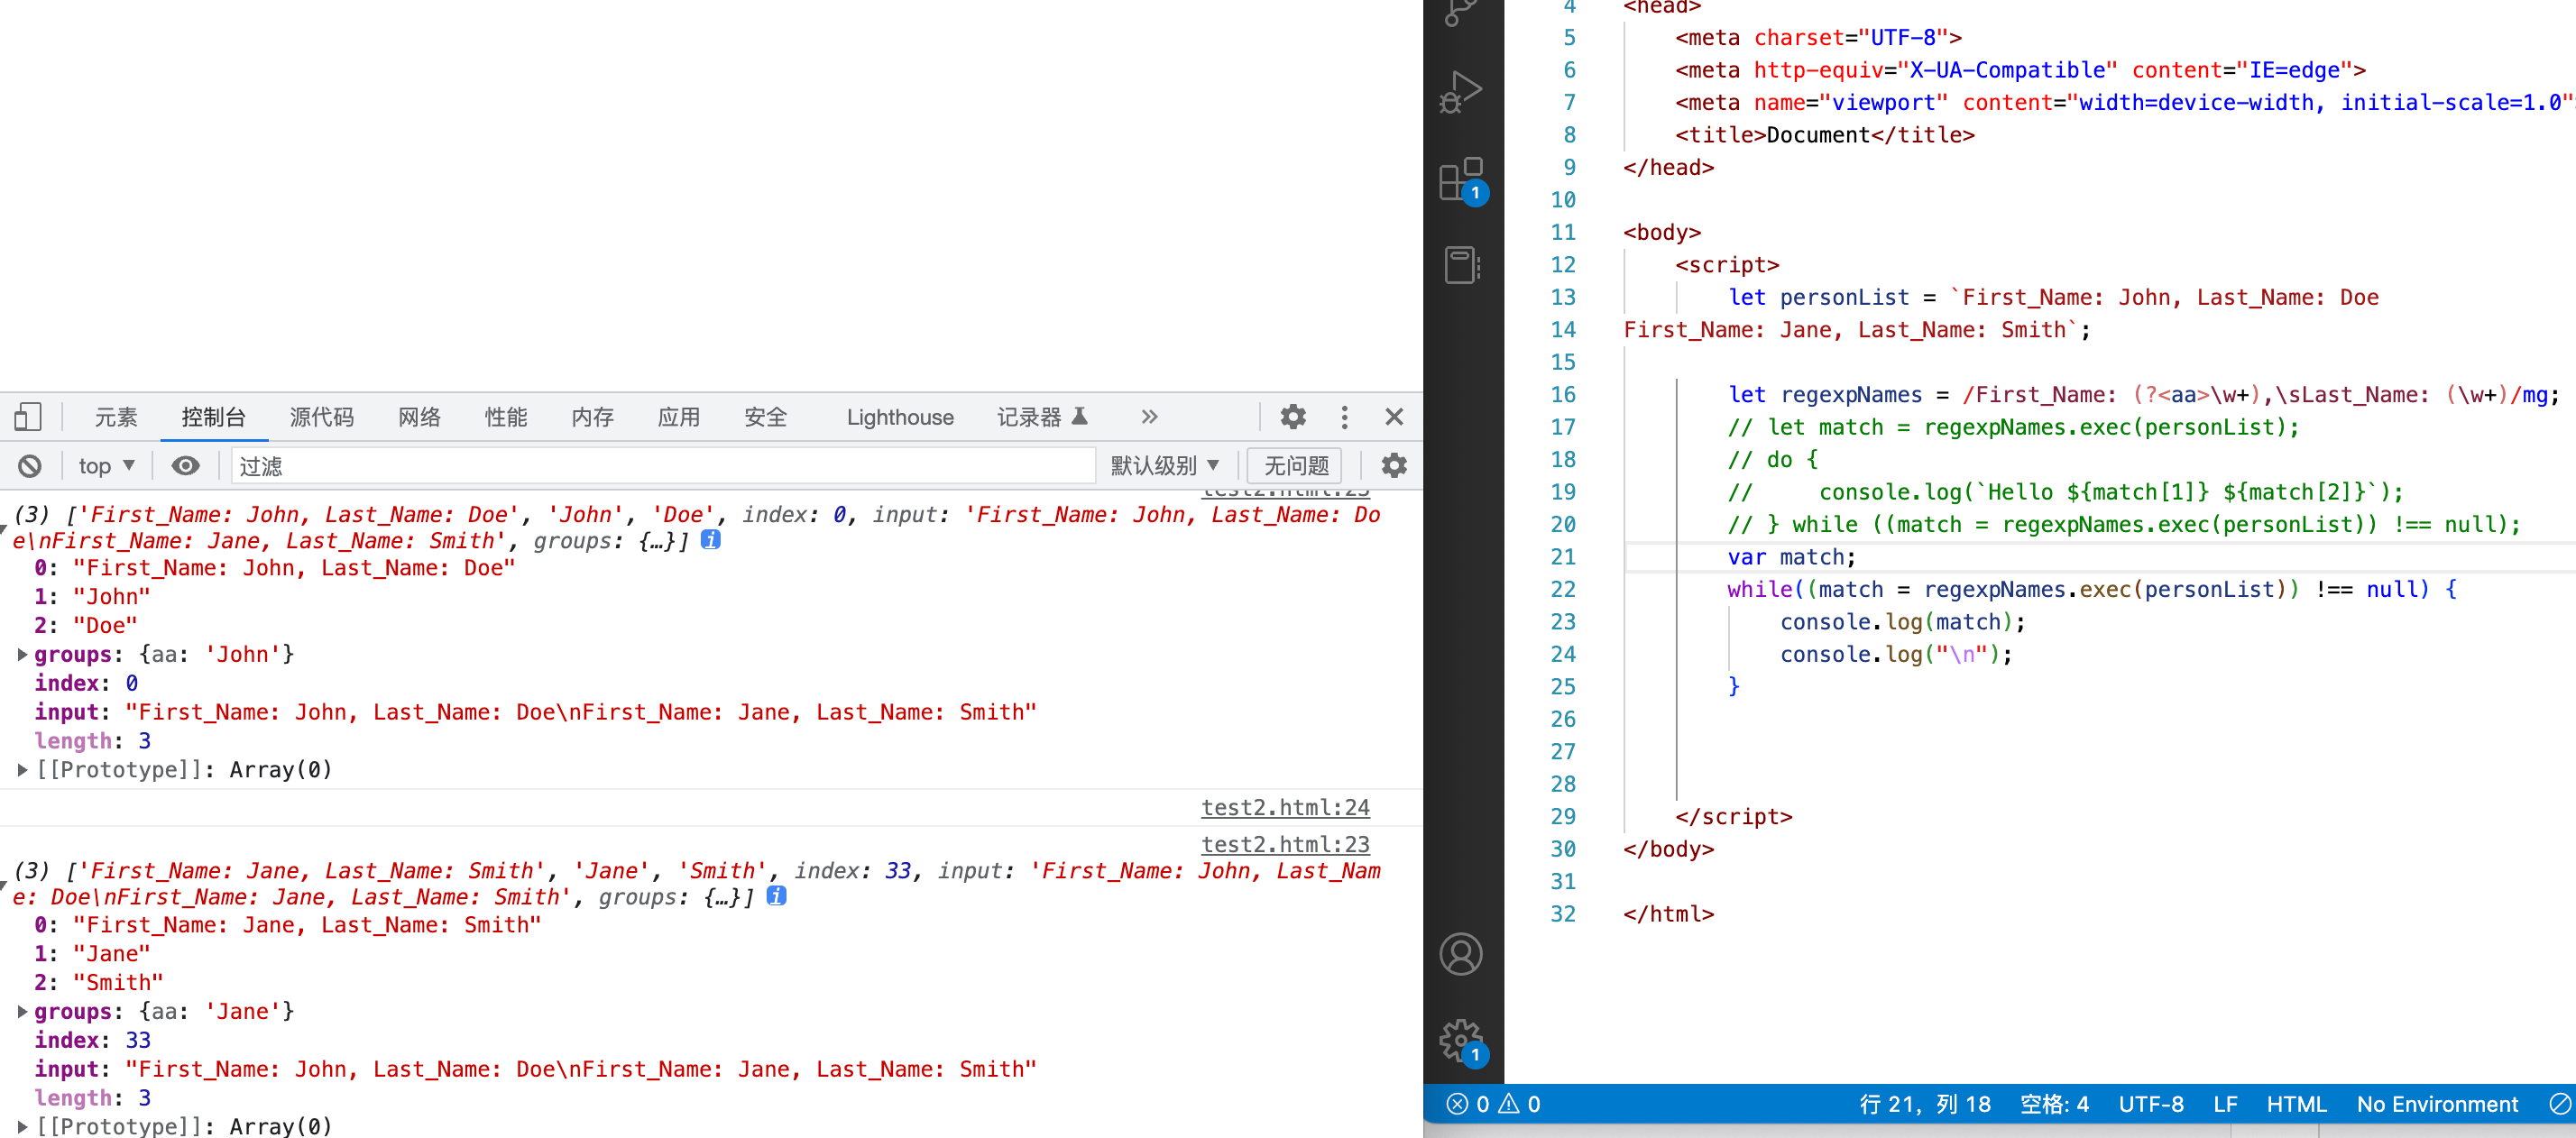 元素 控制台 源代码 网络 性能 内存 应用 安全 Lighthouse 记录器
top 过滤 默认级别 无问题
test2.html:23
(3) ['First_Name: John, Last_Name: Doe', 'John', 'Doe', index: 0, input: 'First_Name: John, Last_Name: Do
e\nFirst_Name: Jane, Last_Name: Smith', groups: {…}]
0: "First_Name: John, Last_Name: Doe"
1: "John"
2: "Doe"
groups: {aa: 'John'}
index: 0
input: "First_Name: John, Last_Name: Doe\nFirst_Name: Jane, Last_Name: Smith"
length: 3
[[Prototype]]: Array(0)
test2.html:24
test2.html:23
(3) ['First_Name: Jane, Last_Name: Smith', 'Jane', 'Smith', index: 33, input: 'First_Name: John, Last_Nam
e: Doe\nFirst_Name: Jane, Last_Name: Smith', groups: {…}]
0: "First_Name: Jane, Last_Name: Smith"
1: "Jane"
2: "Smith"
groups: {aa: 'Jane'}
index: 33
input: "First_Name: John, Last_Name: Doe\nFirst_Name: Jane, Last_Name: Smith"
length: 3
[[Prototype]]: Array(0)
1
1
4 <head>
5 <meta charset="UTF-8">
6 <meta http-equiv="X-UA-Compatible" content="IE=edge">
7 <meta name="viewport" content="width=device-width, initial-scale=1.0"
8 <title>Document</title>
9 </head>
10
11 <body>
12 <script>
13 let personList = `First_Name: John, Last_Name: Doe
14 First_Name: Jane, Last_Name: Smith`;
15
16 let regexpNames = /First_Name: (?<aa>\w+),\sLast_Name: (\w+)/mg;
17 // let match = regexpNames.exec(personList);
18 // do {
19 //     console.log(`Hello ${match[1]} ${match[2]}`);
20 // } while ((match = regexpNames.exec(personList)) !== null);
21 var match;
22 while((match = regexpNames.exec(personList)) !== null) {
23 console.log(match);
24 console.log("\n");
25 }
26
27
28
29 </script>
30 </body>
31
32 </html>
0 0 行 21，列 18 空格: 4 UTF-8 LF HTML No Environment